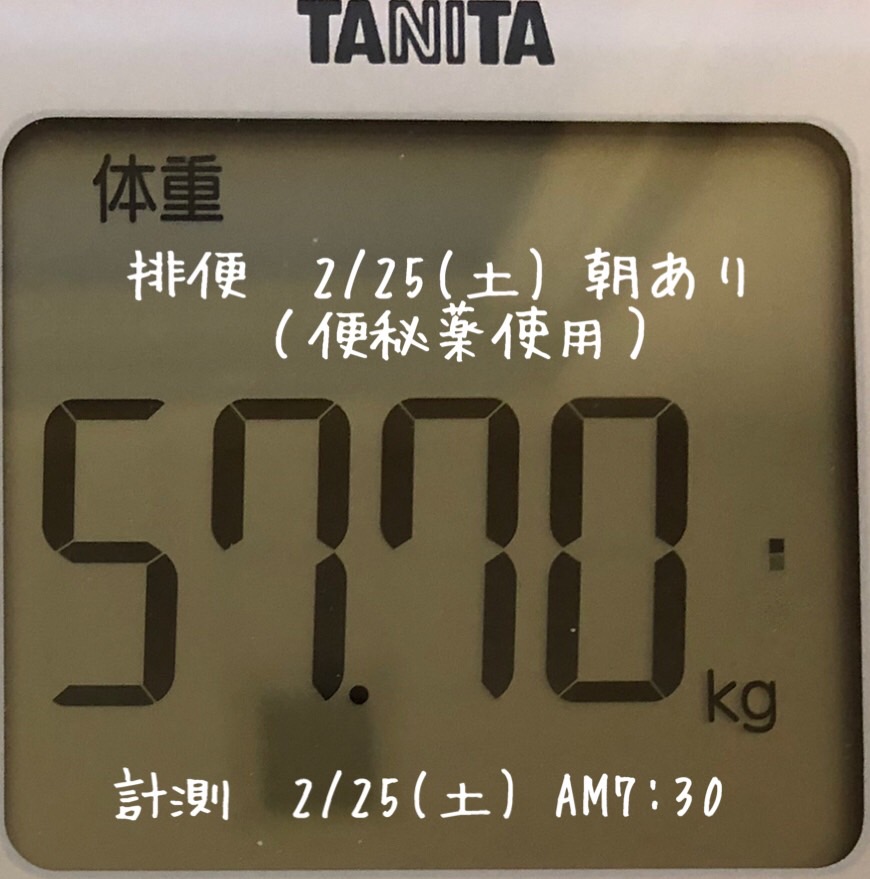 TANITA
体重
排便 2/25(土) 朝あり
(便秘薬使用)
57.70 kg
計測 2/25(土) AM7:30